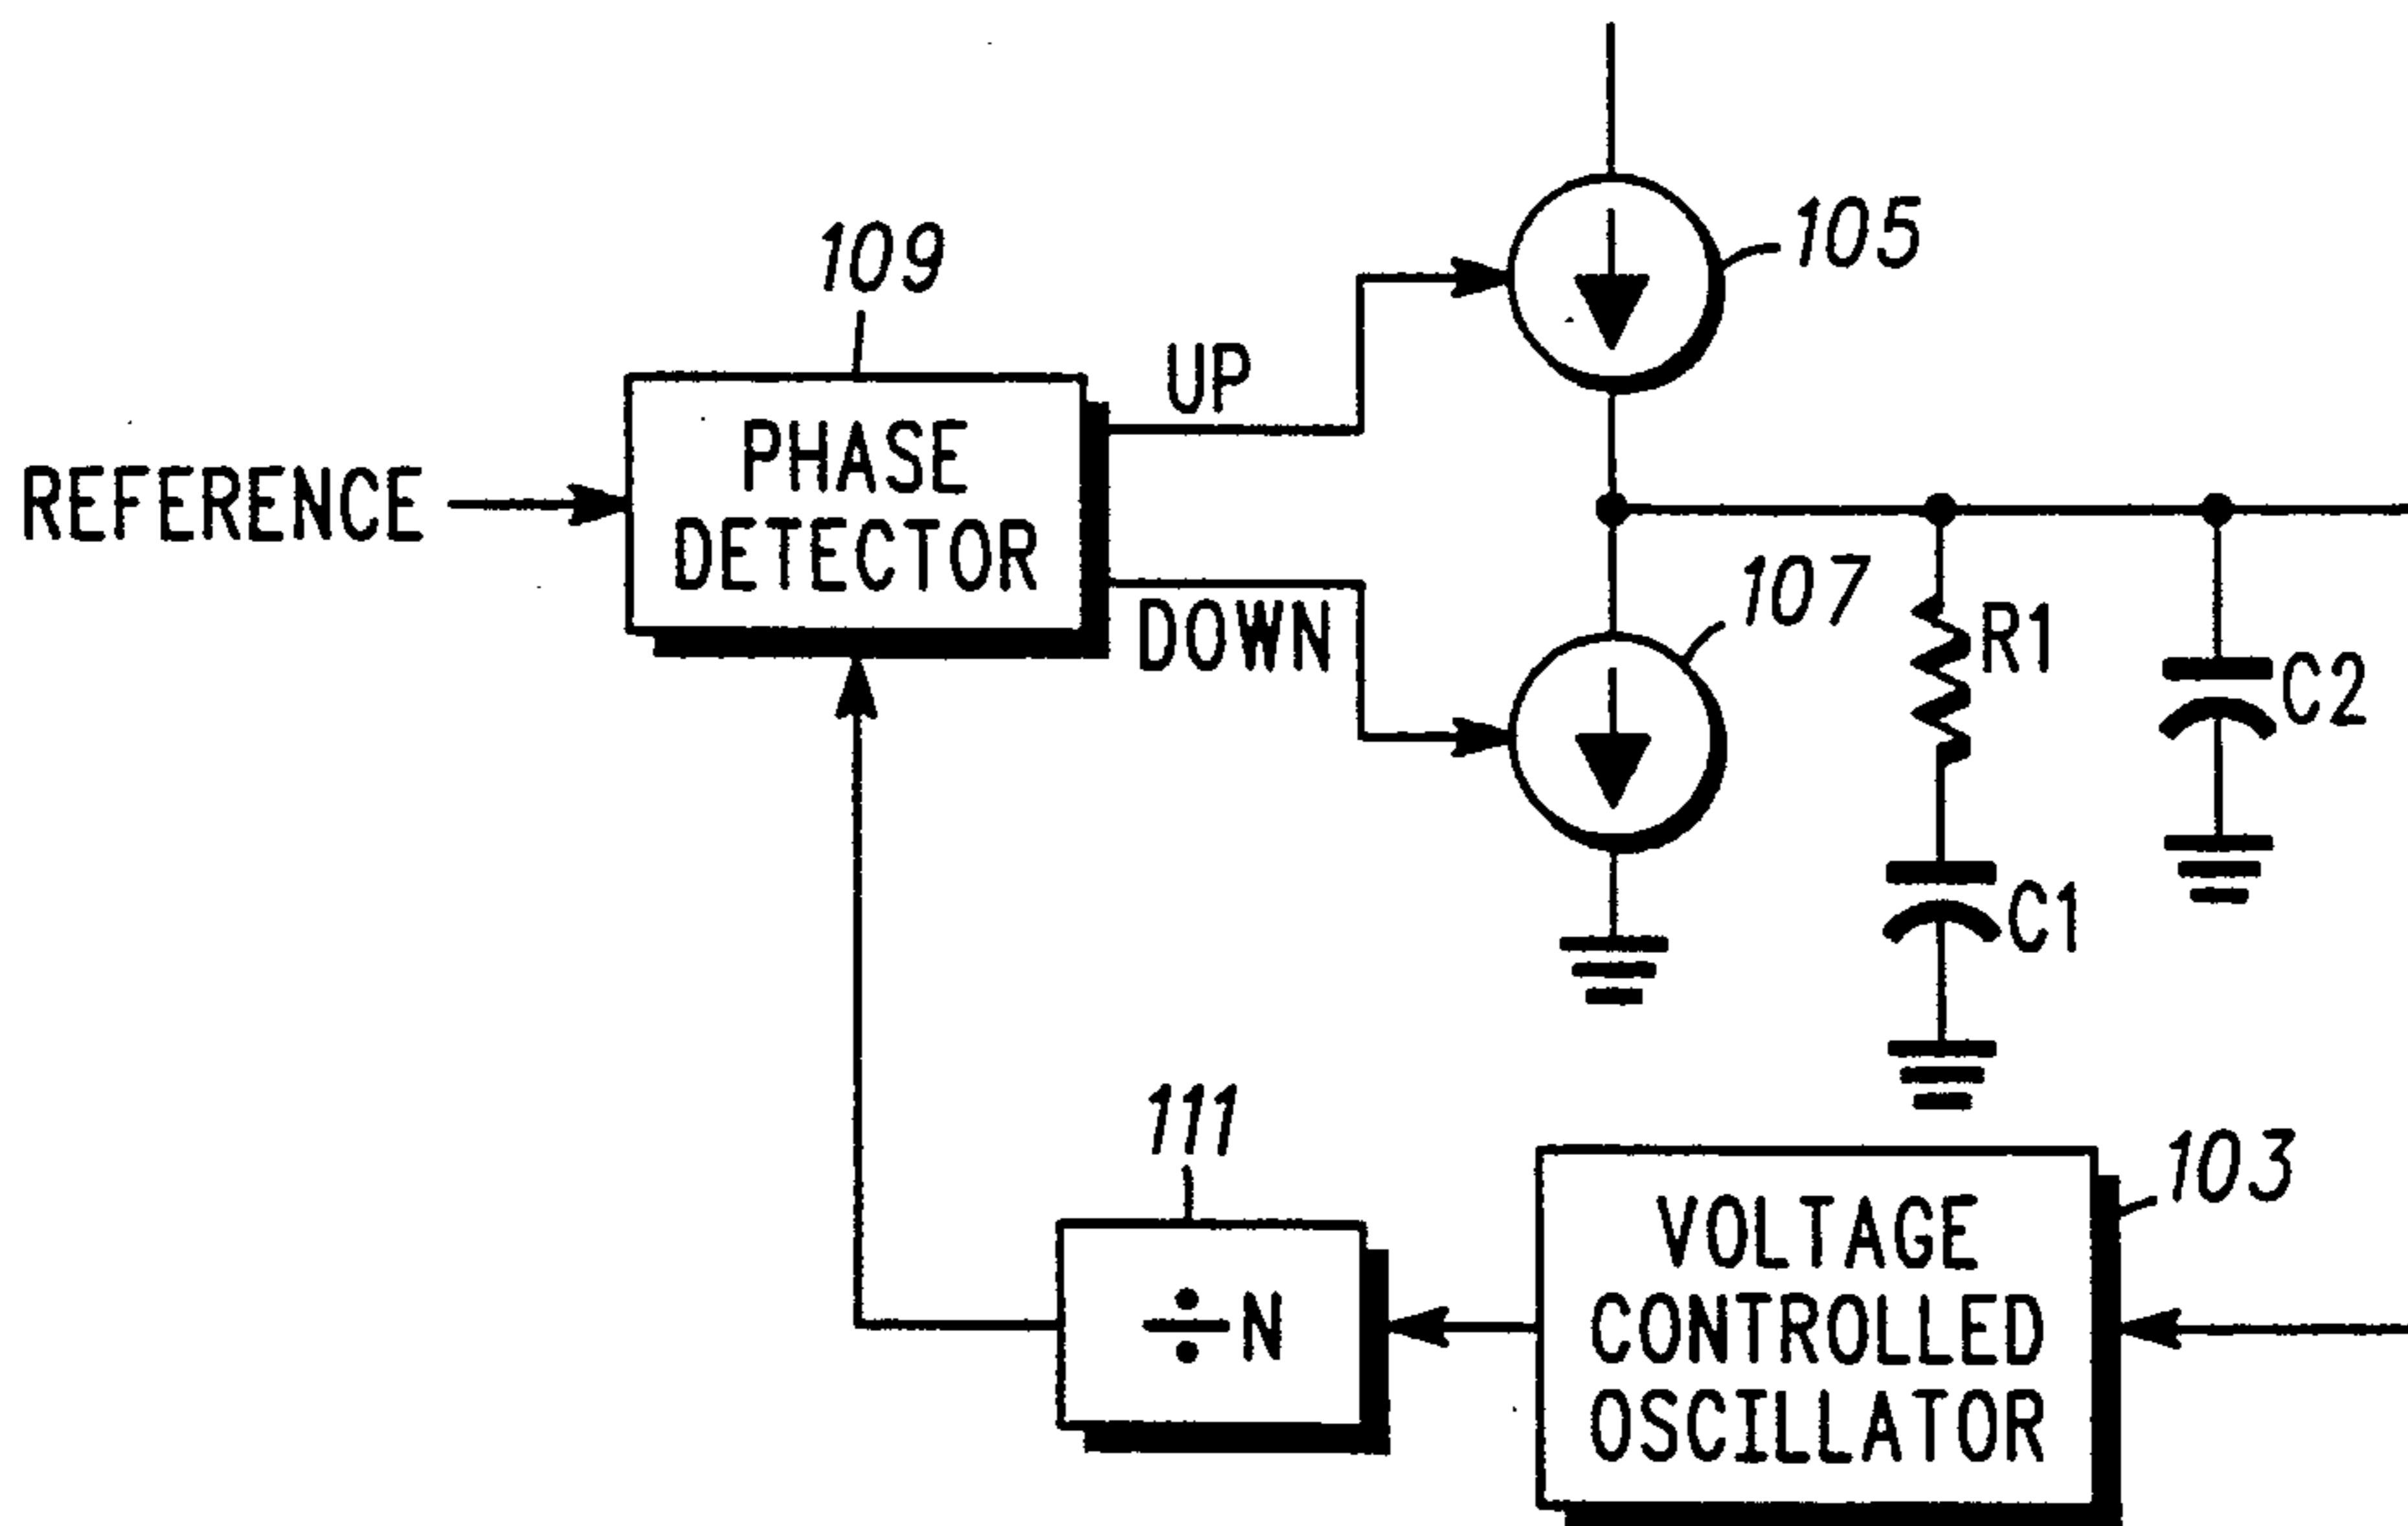 105
109
UP
PHASE
DETECTOR
REFERENCE
DOWN
107
R1
C2
C1
111
103
÷N
VOLTAGE
CONTROLLED
OSCILLATOR